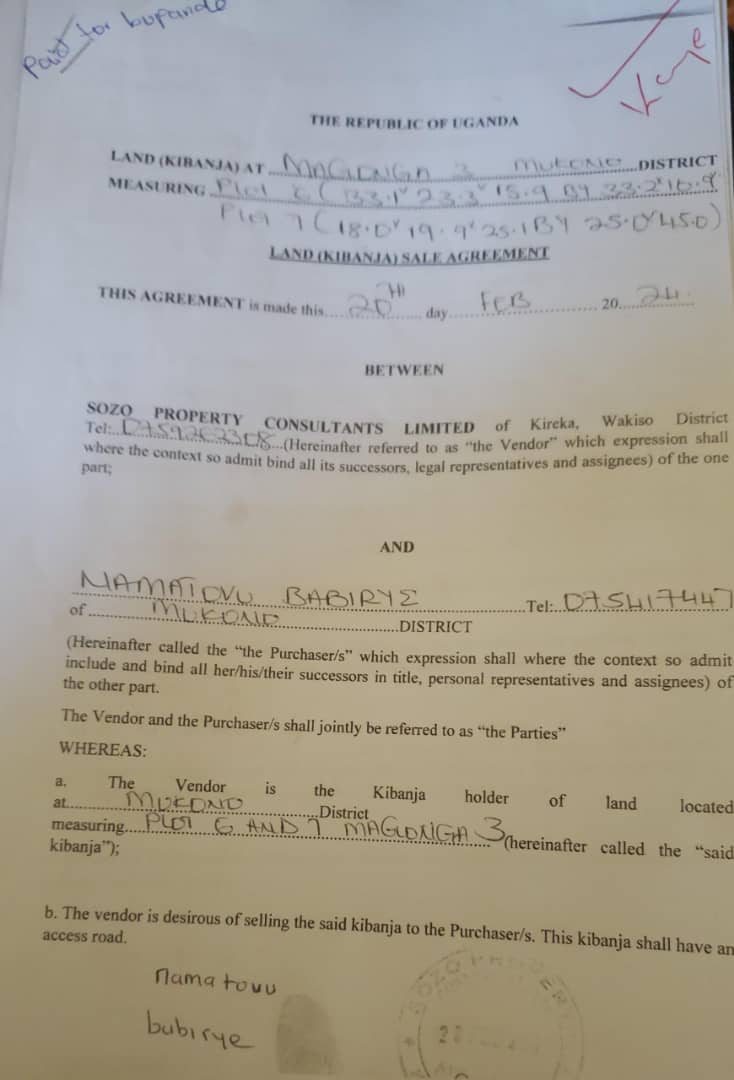 Paid for bupande
THE REPUBLIC OF UGANDA
LAND (KIBANJA) AT MAGONGA 3 MUKONO DISTRICT
MEASURING Plot 6 (33.1" 23.3" 15.9 BY 33.2" 16.9
Plot 7 (18.0" 19.9" 25.1 BY 25.0" 45.0)
LAND (KIBANJA) SALE AGREEMENT
THIS AGREEMENT is made this 20TH day FEB 2024.
BETWEEN
SOZO PROPERTY CONSULTANTS LIMITED of Kireka, Wakiso District
Tel: (Hereinafter referred to as "the Vendor" which expression shall
where the context so admit bind all its successors, legal representatives and assignees) of the one
part;
AND
NAMATOVU BABIRYE Tel: 075417447
of MUKONO DISTRICT
(Hereinafter called the "the Purchaser/s" which expression shall where the context so admit
include and bind all her/his/their successors in title, personal representatives and assignees) of
the other part.
The Vendor and the Purchaser/s shall jointly be referred to as "the Parties"
WHEREAS:
a. The Vendor is the Kibanja holder of land located
at MUKONO District
measuring PLOT 6 AND 7 MAGONGA 3 (hereinafter called the "said
kibanja");
b. The vendor is desirous of selling the said kibanja to the Purchaser/s. This kibanja shall have an
access road.
Namatovu
babirye
SOZO